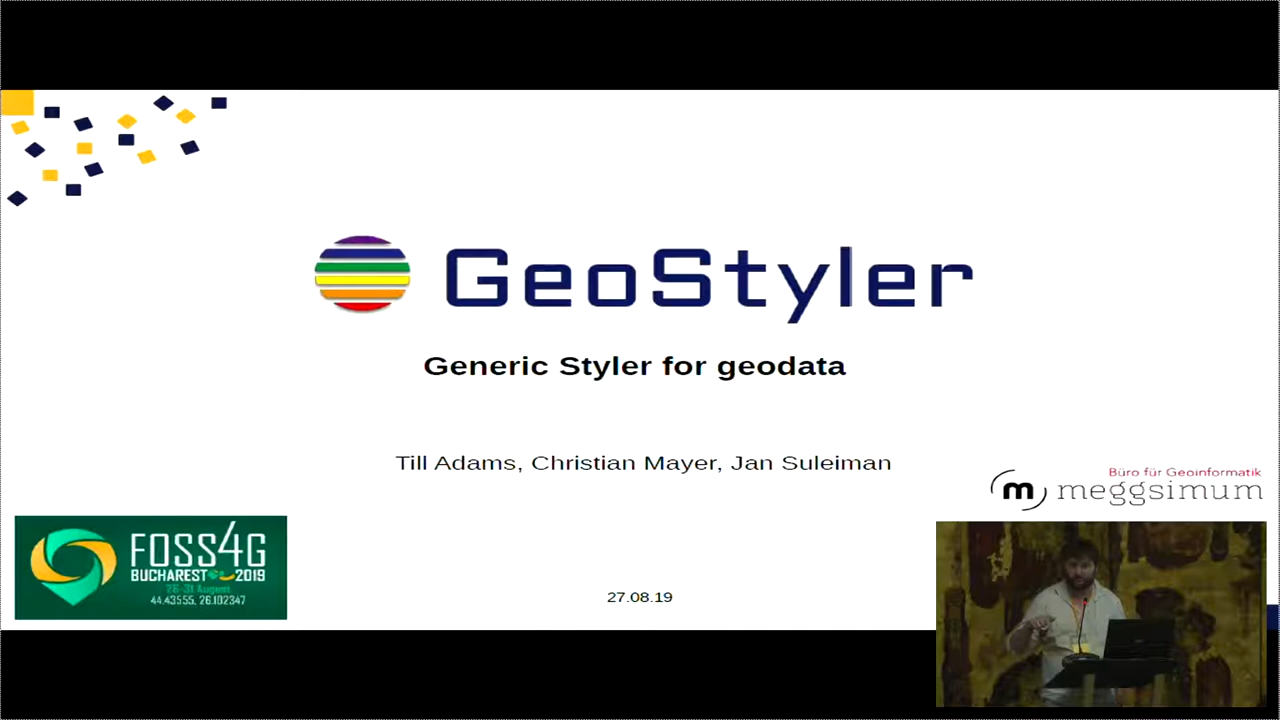 GeoStyler
Generic Styler for geodata
Till Adams, Christian Mayer, Jan Suleiman
Büro für Geoinformatik
m meggsimum
FOSS4G
BUCHAREST 2019
26-31 August
44.43555, 26.102347
27.08.19